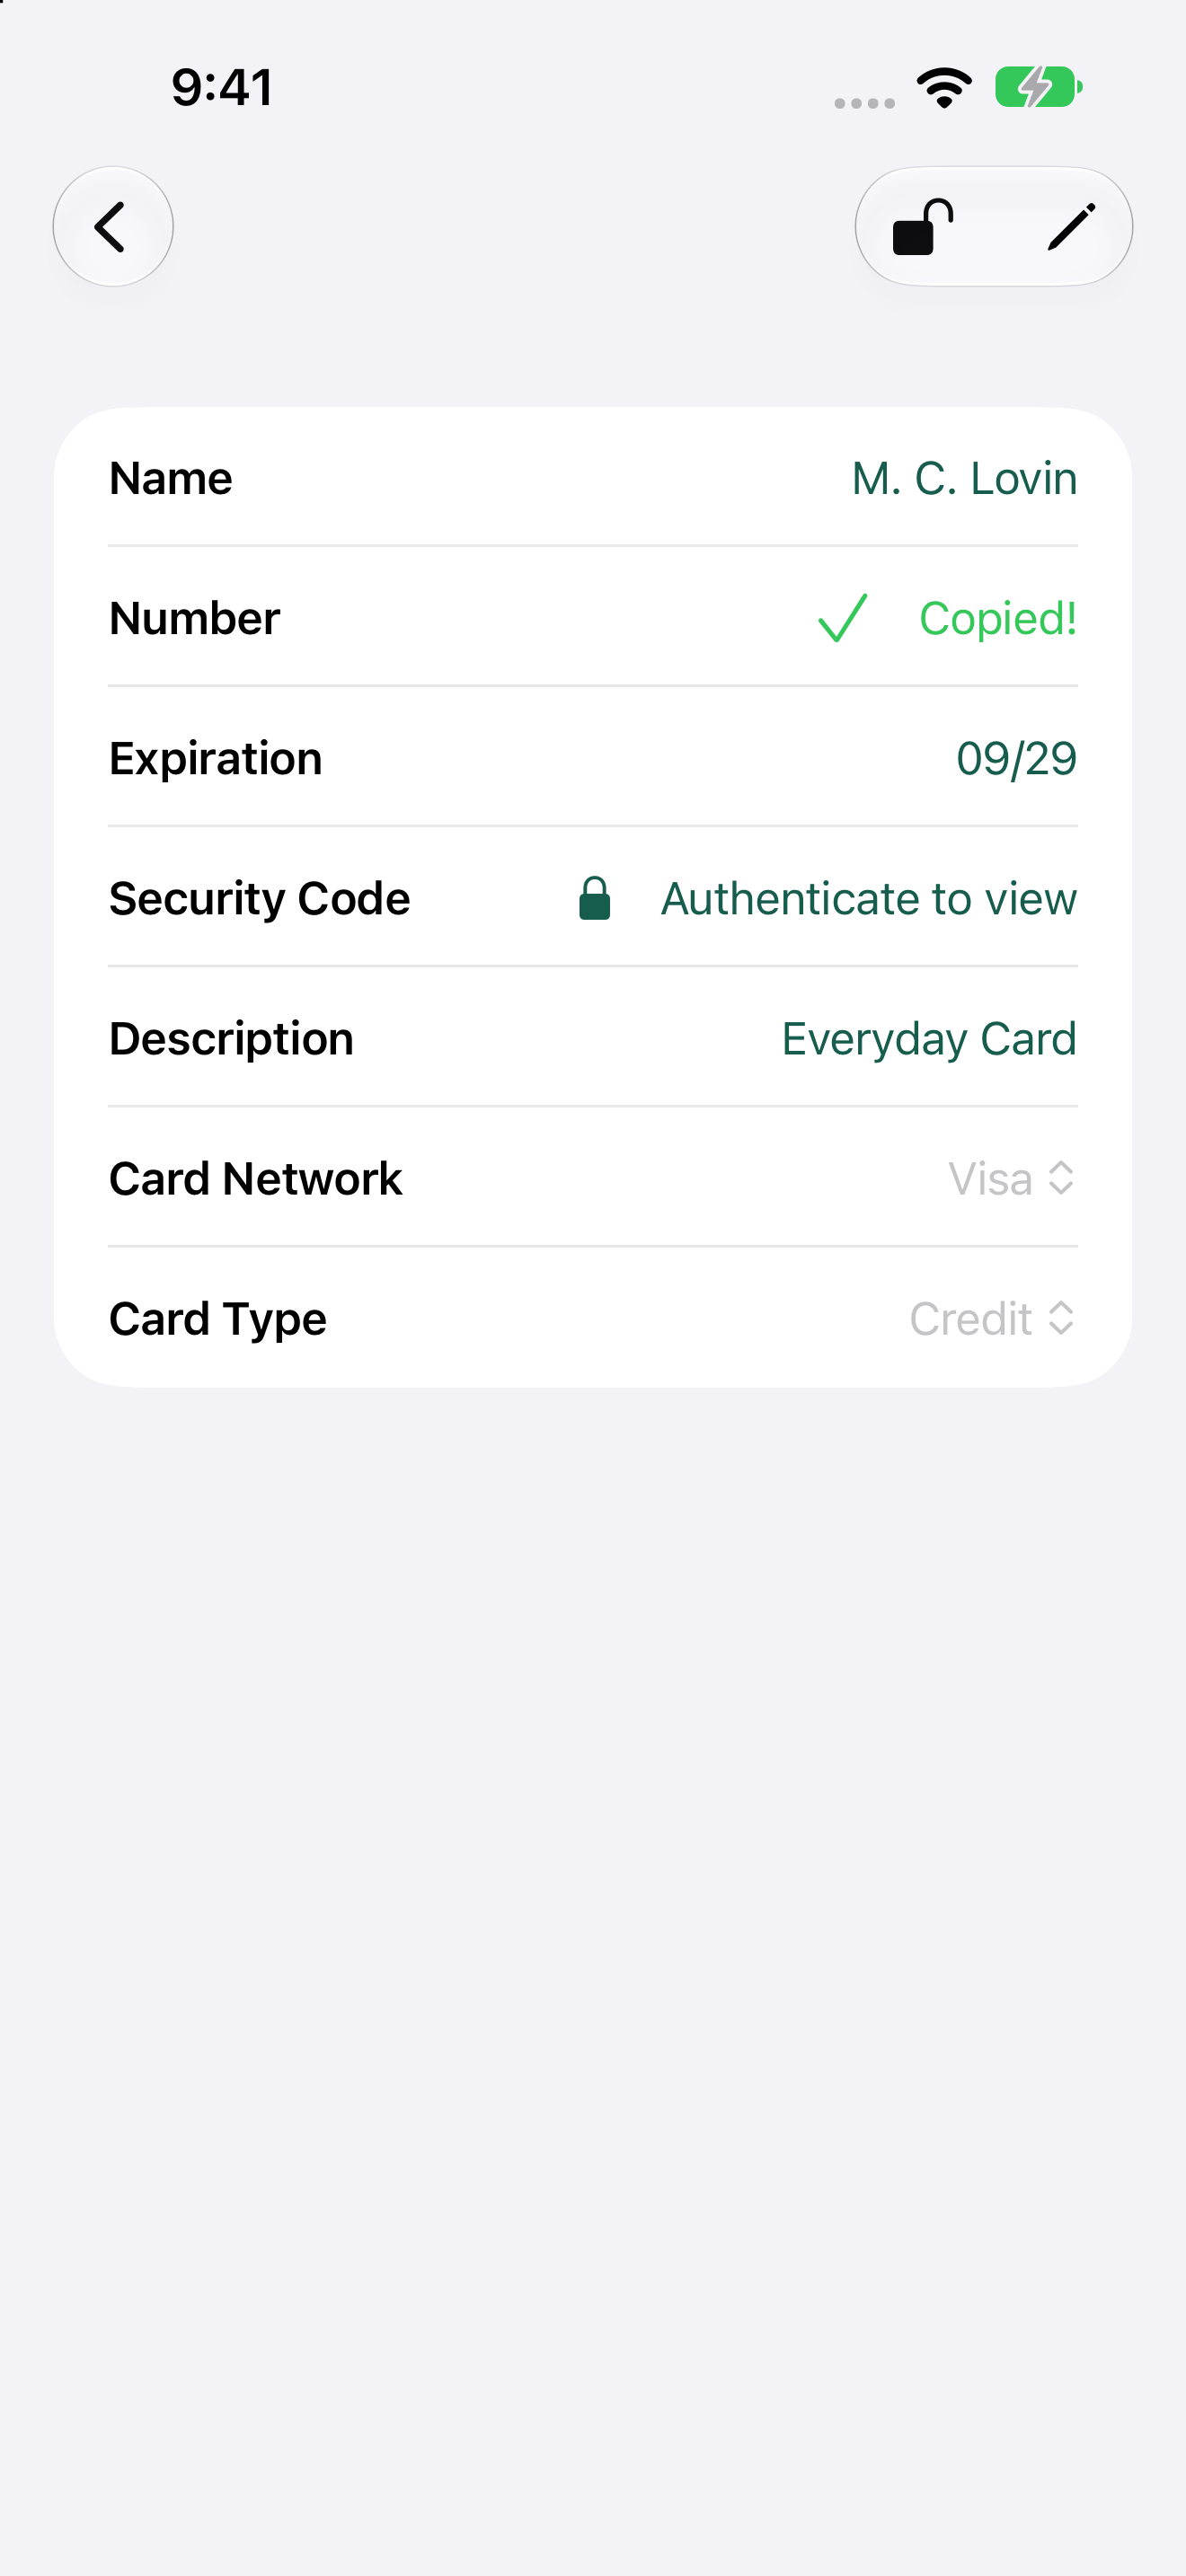 9:41
Name M. C. Lovin
Number Copied!
Expiration 09/29
Security Code Authenticate to view
Description Everyday Card
Card Network Visa
Card Type Credit